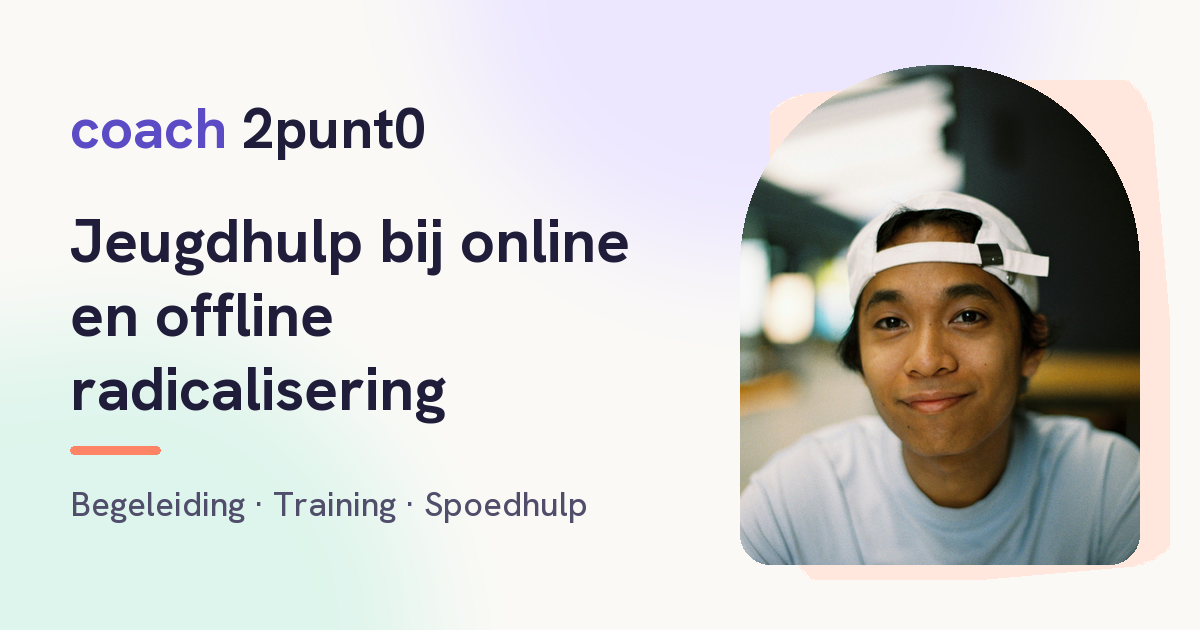 coach 2punt0
Jeugdhulp bij online
en offline
radicalisering
Begeleiding · Training · Spoedhulp